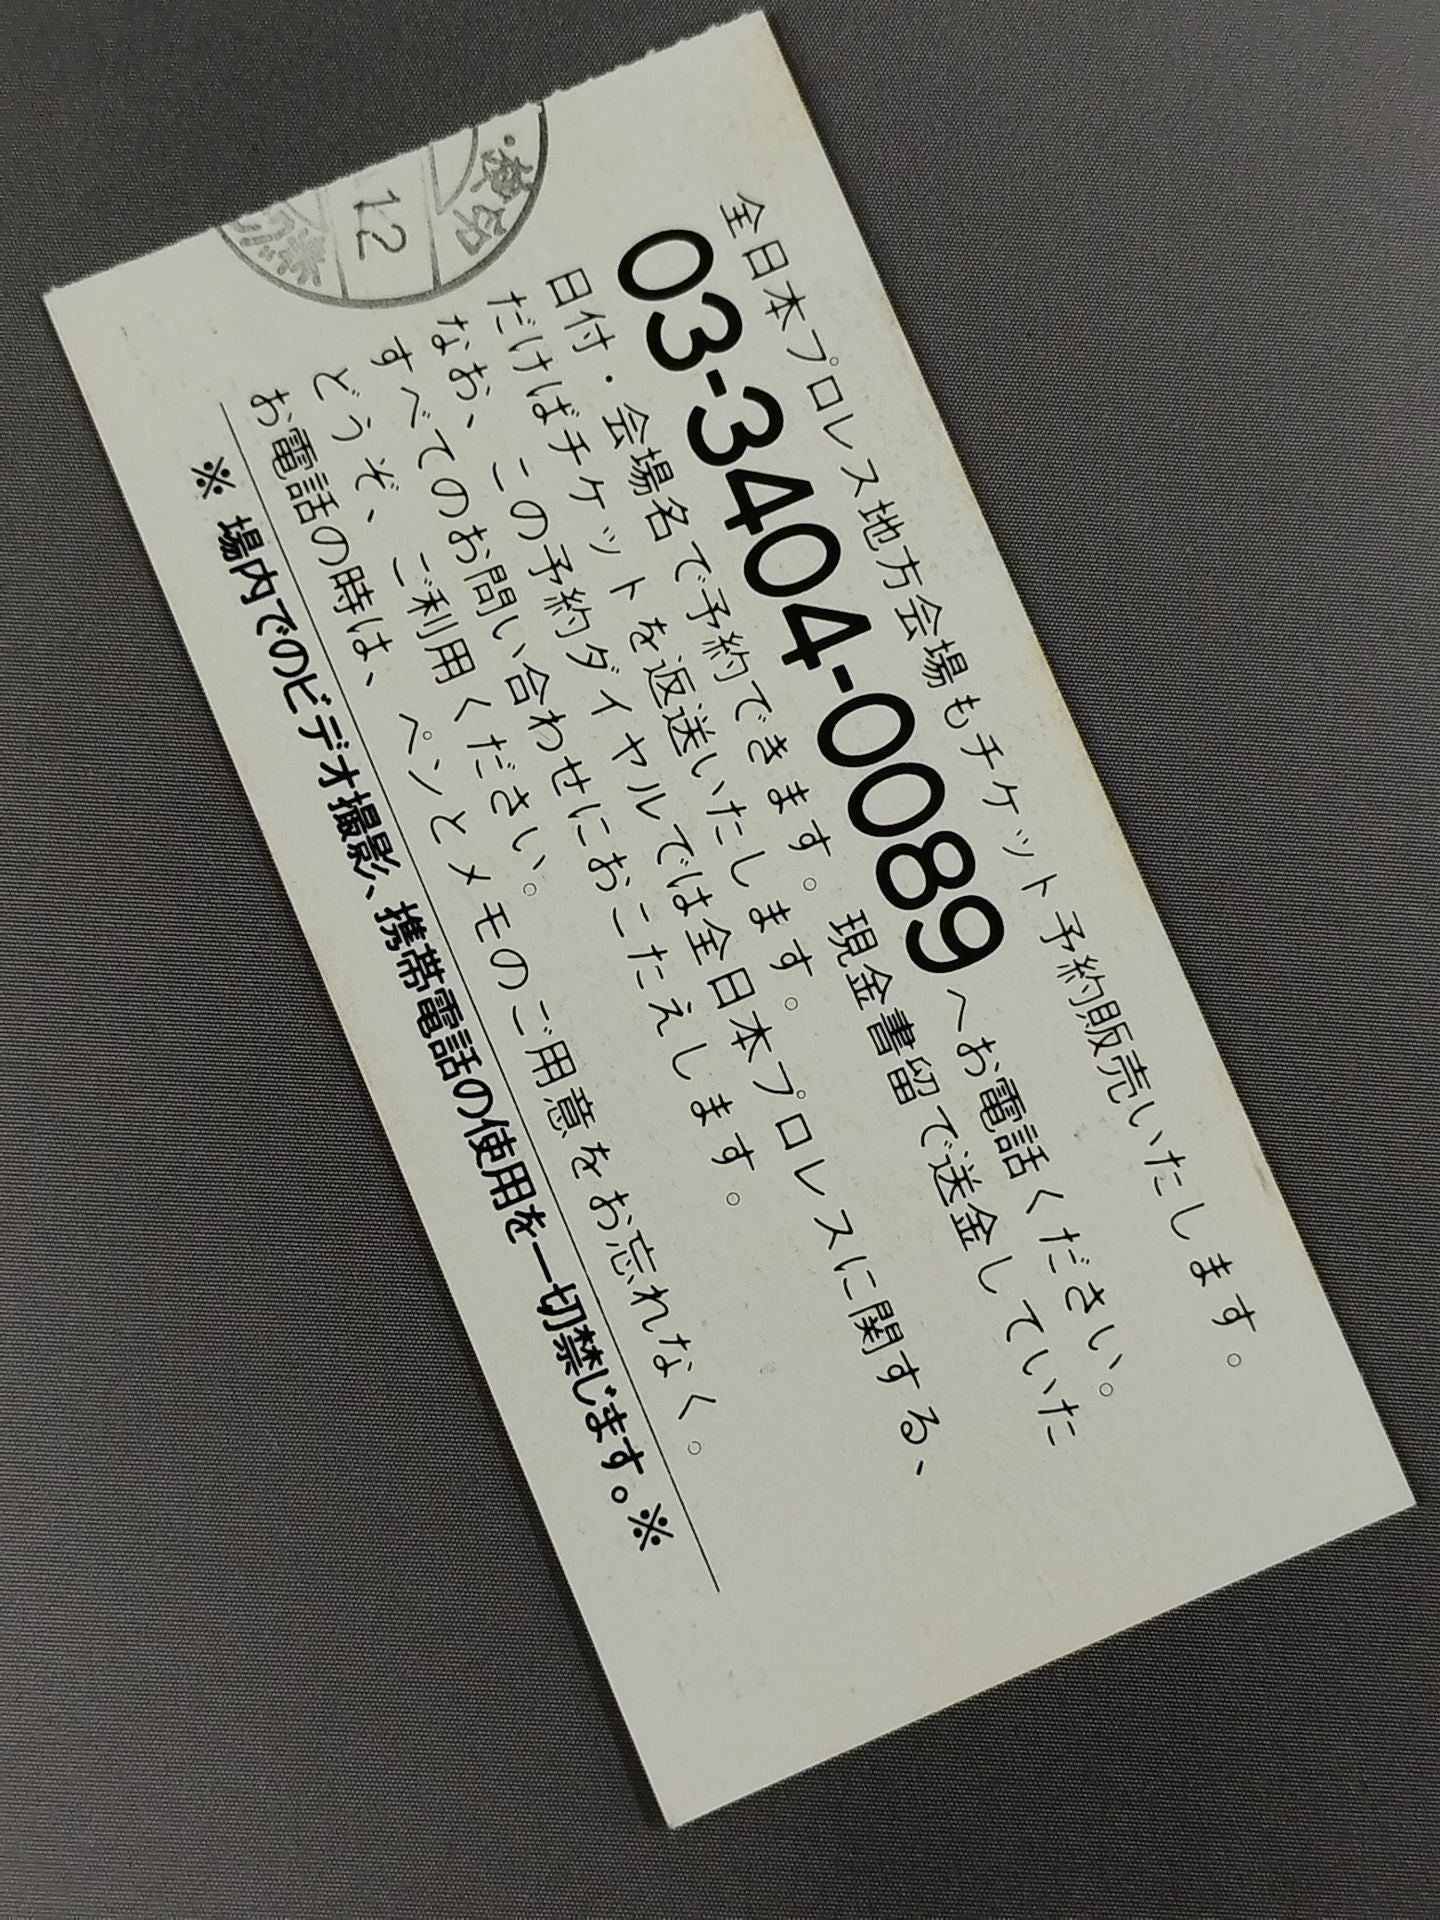 全日本プロレス地方会場もチケット予約販売いたします。
03-3404-0089へお電話ください。
日付・会場名で予約できます。現金書留で送金していた
だけばチケットを返送いたします。
なお、この予約ダイヤルでは全日本プロレスに関する、
すべてのお問い合わせにおこたえします。
どうぞ、ご利用ください。
お電話の時は、ペンとメモのご用意をお忘れなく。
※場内でのビデオ撮影、携帯電話の使用を一切禁じます。※
12